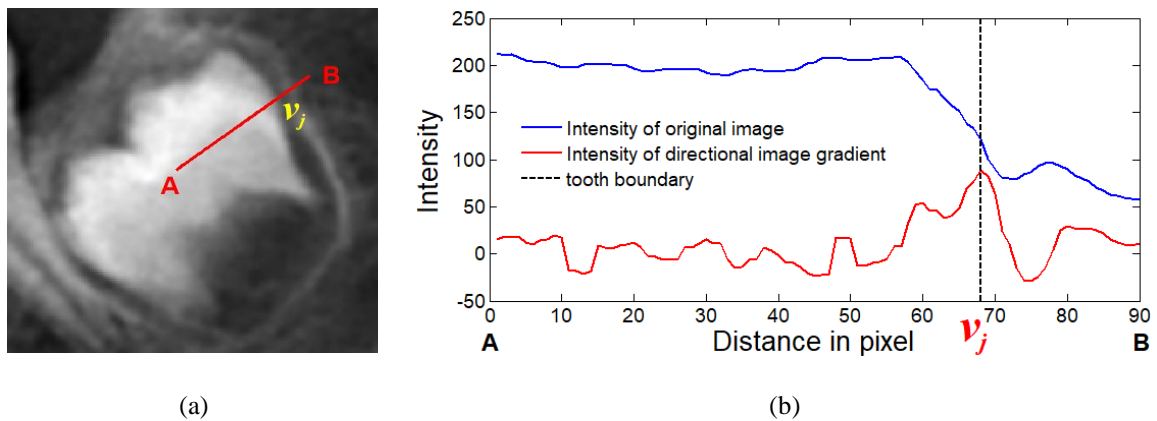 B
v_j
A
250
200
150
100
50
0
-50
Intensity
Intensity of original image
Intensity of directional image gradient
tooth boundary
0 10 20 30 40 50 60 70 80 90
A Distance in pixel v_j B
(a) (b)